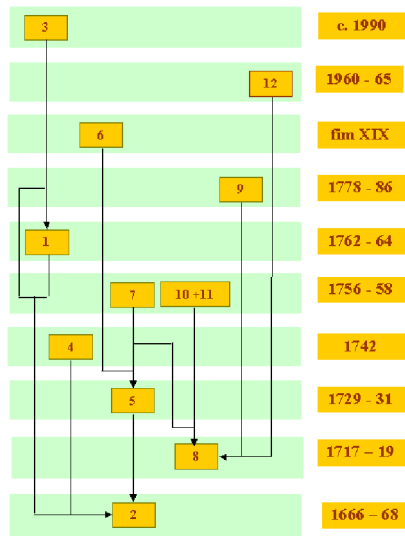 3 c. 1990
12 1960 - 65
6 fim XIX
9 1778 - 86
1 1762 - 64
7 10 +11 1756 - 58
4 1742
5 1729 - 31
8 1717 – 19
2 1666 – 68